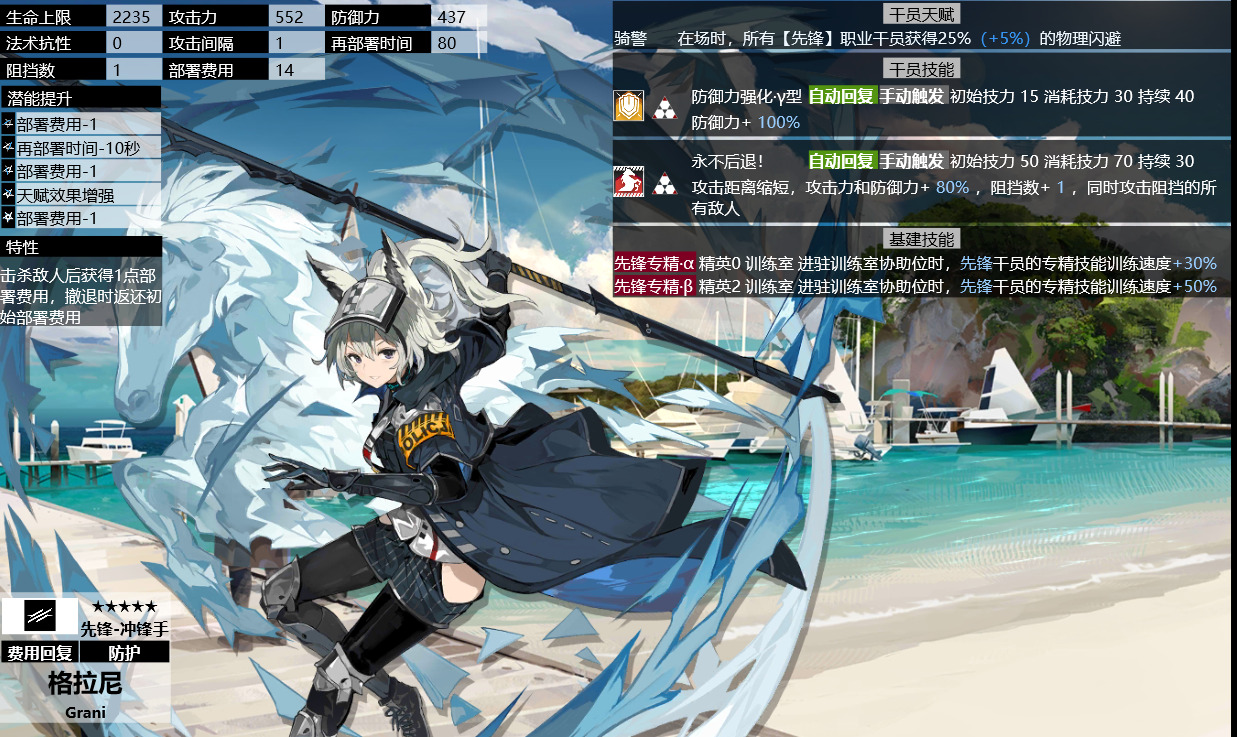 生命上限 2235 攻击力 552 防御力 437
法术抗性 0 攻击间隔 1 再部署时间 80
阻挡数 1 部署费用 14
潜能提升
部署费用-1
再部署时间-10秒
部署费用-1
天赋效果增强
部署费用-1
特性
击杀敌人后获得1点部
署费用，撤退时返还初
始部署费用
干员天赋
骑警 在场时，所有【先锋】职业干员获得25%（+5%）的物理闪避
干员技能
防御力强化·γ型 自动回复 手动触发 初始技力 15 消耗技力 30 持续 40
防御力+ 100%
永不后退！ 自动回复 手动触发 初始技力 50 消耗技力 70 持续 30
攻击距离缩短，攻击力和防御力+ 80% ，阻挡数+ 1 ，同时攻击阻挡的所
有敌人
基建技能
先锋专精·α 精英0 训练室 进驻训练室协助位时，先锋干员的专精技能训练速度+30%
先锋专精·β 精英2 训练室 进驻训练室协助位时，先锋干员的专精技能训练速度+50%
★★★★★
先锋-冲锋手
费用回复 防护
格拉尼
Grani